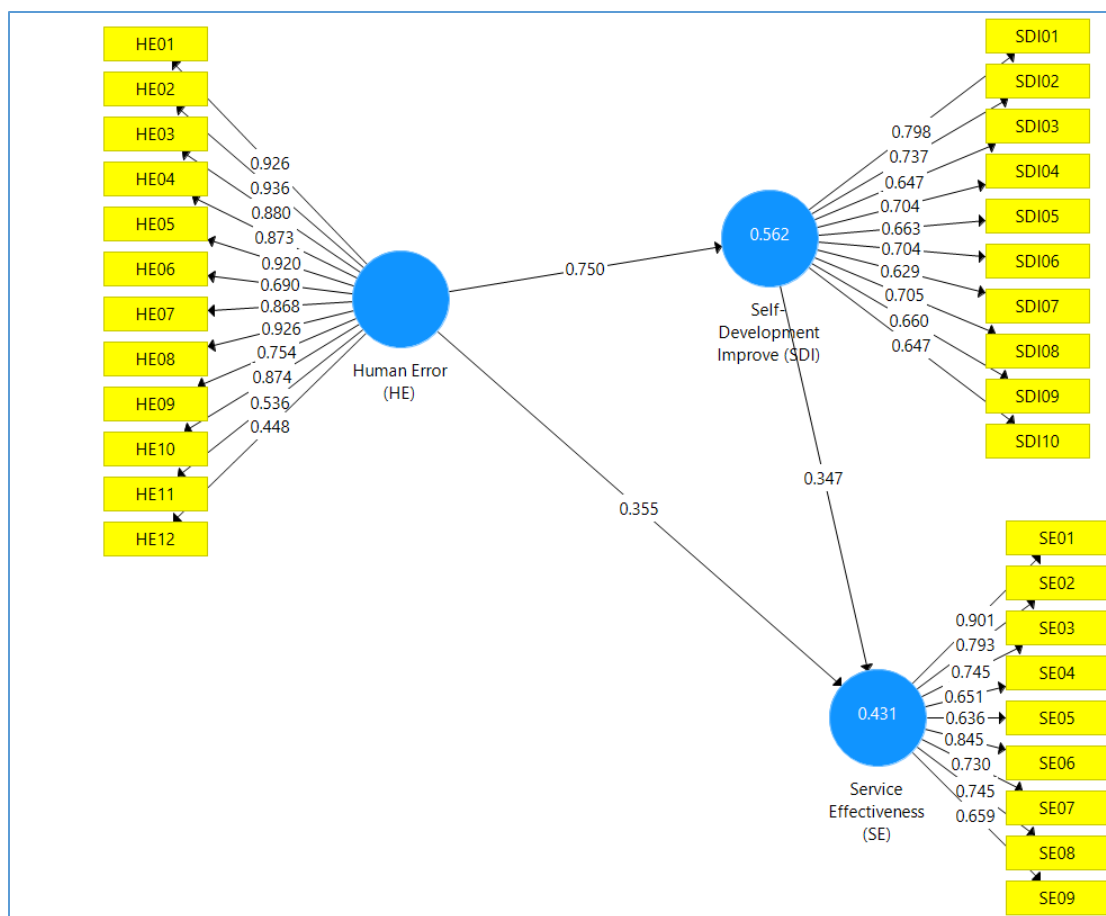 HE01
HE02
HE03
HE04
HE05
HE06
HE07
HE08
HE09
HE10
HE11
HE12
0.926
0.936
0.880
0.873
0.920
0.690
0.868
0.926
0.754
0.874
0.536
0.448
Human Error
(HE)
0.750
0.355
0.562
Self-
Development
Improve (SDI)
0.347
0.798
0.737
0.647
0.704
0.663
0.704
0.629
0.705
0.660
0.647
SDI01
SDI02
SDI03
SDI04
SDI05
SDI06
SDI07
SDI08
SDI09
SDI10
0.431
Service
Effectiveness
(SE)
0.901
0.793
0.745
0.651
0.636
0.845
0.730
0.745
0.659
SE01
SE02
SE03
SE04
SE05
SE06
SE07
SE08
SE09